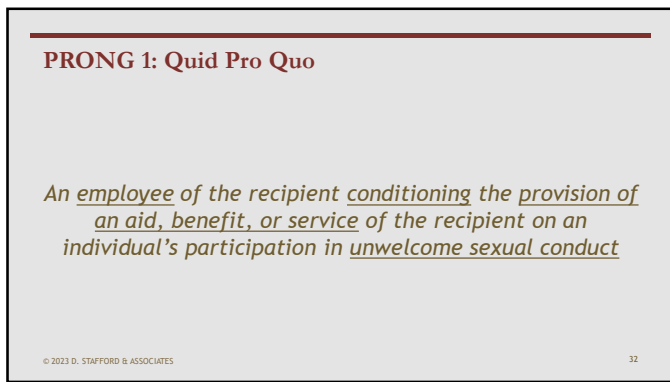 PRONG 1: Quid Pro Quo
An employee of the recipient conditioning the provision of
an aid, benefit, or service of the recipient on an
individual’s participation in unwelcome sexual conduct
© 2023 D. STAFFORD & ASSOCIATES
32